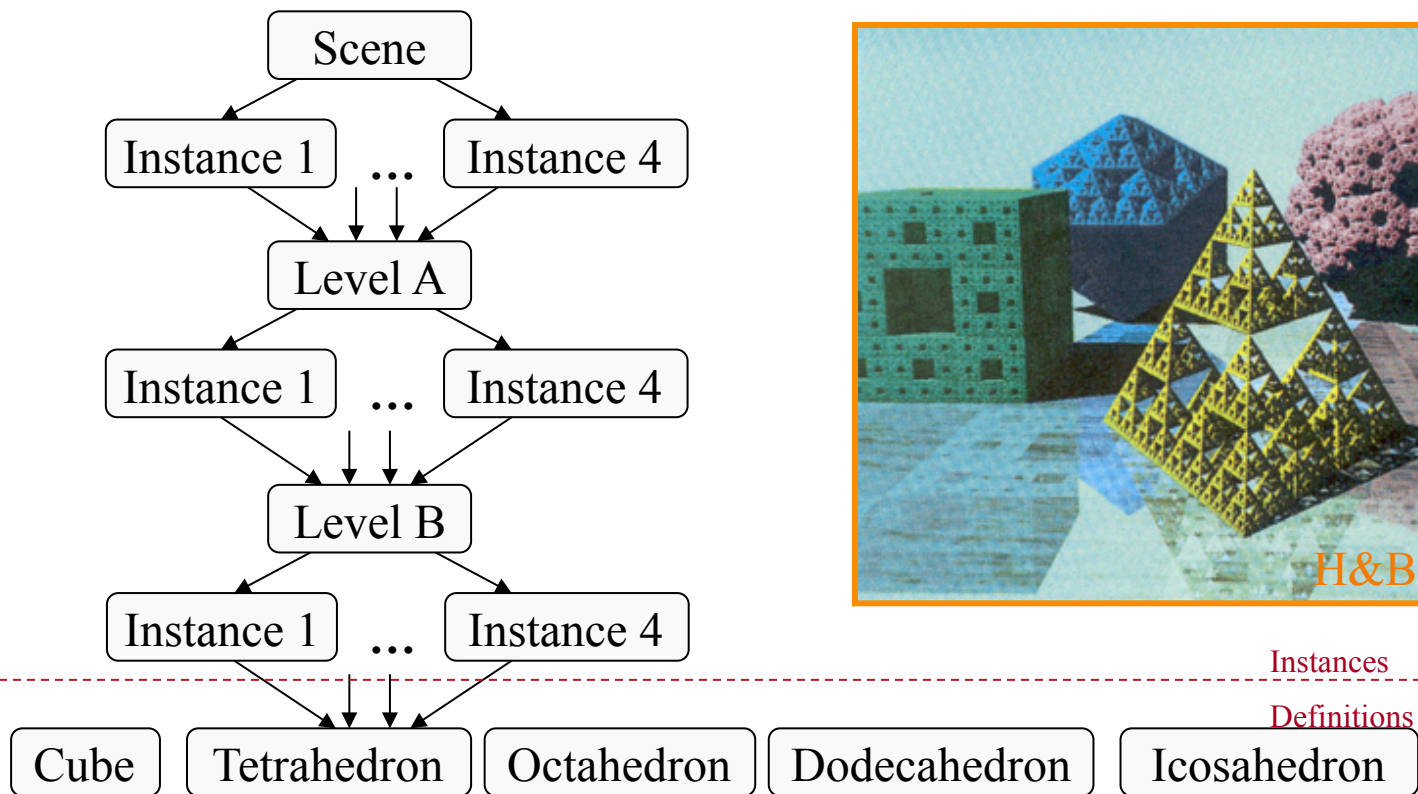 Scene
Instance 1 ... Instance 4
Level A
Instance 1 ... Instance 4
Level B
Instance 1 ... Instance 4
H&B
Instances
Definitions
Cube Tetrahedron Octahedron Dodecahedron Icosahedron